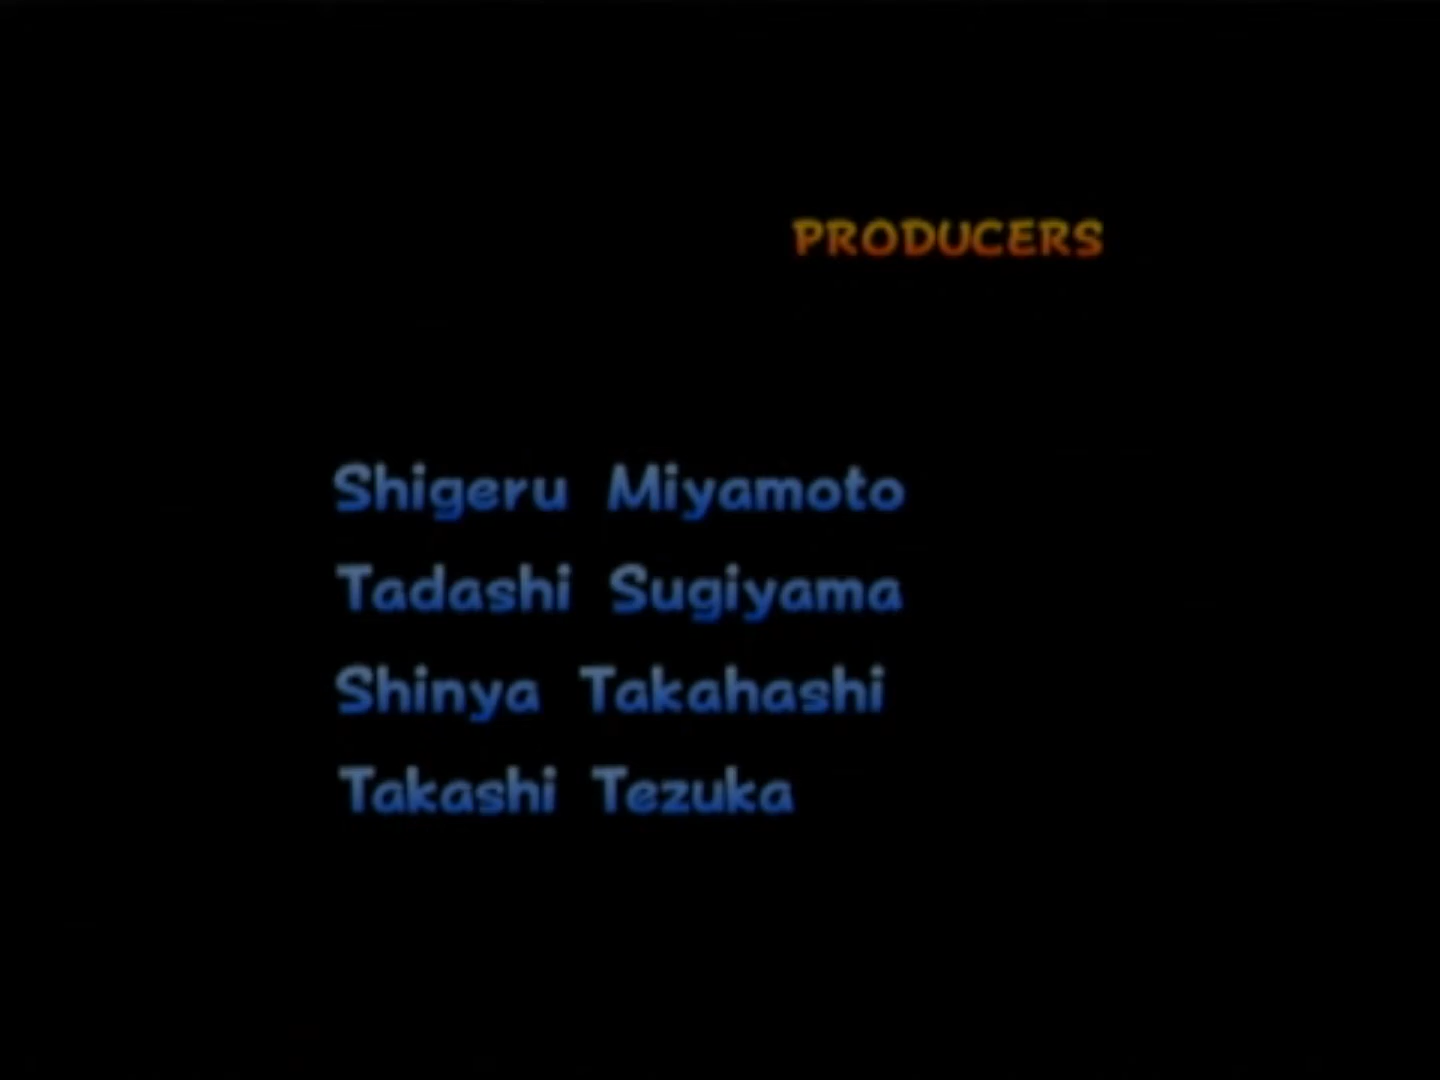 PRODUCERS
Shigeru Miyamoto
Tadashi Sugiyama
Shinya Takahashi
Takashi Tezuka